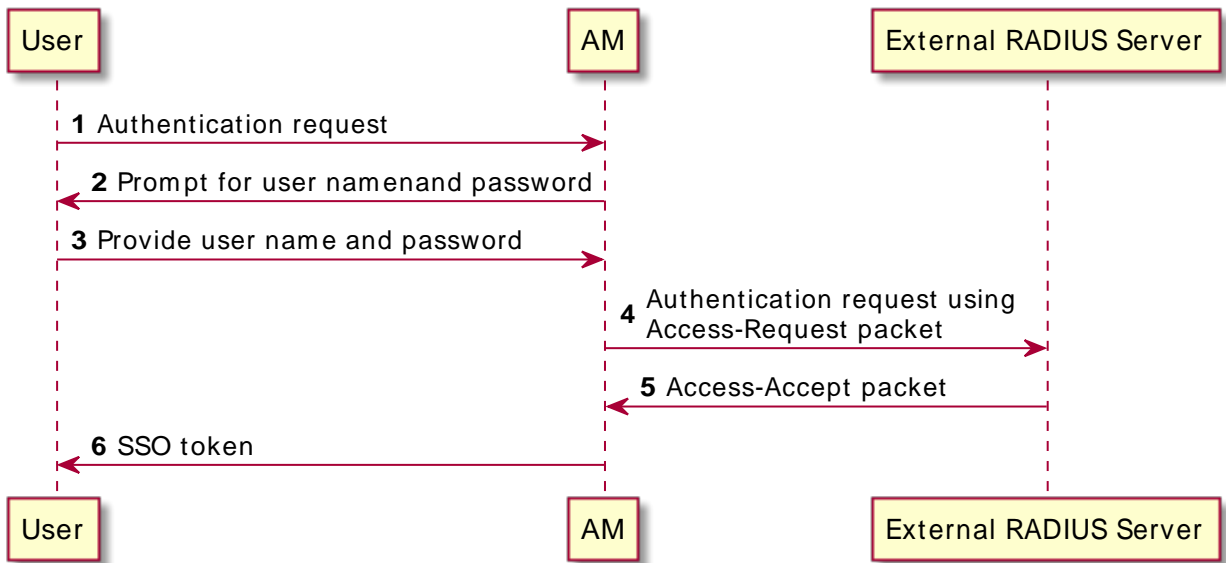 User
AM
External RADIUS Server
1 Authentication request
2 Prompt for user namenand password
3 Provide user name and password
4 Authentication request using
Access-Request packet
5 Access-Accept packet
6 SSO token
User
AM
External RADIUS Server